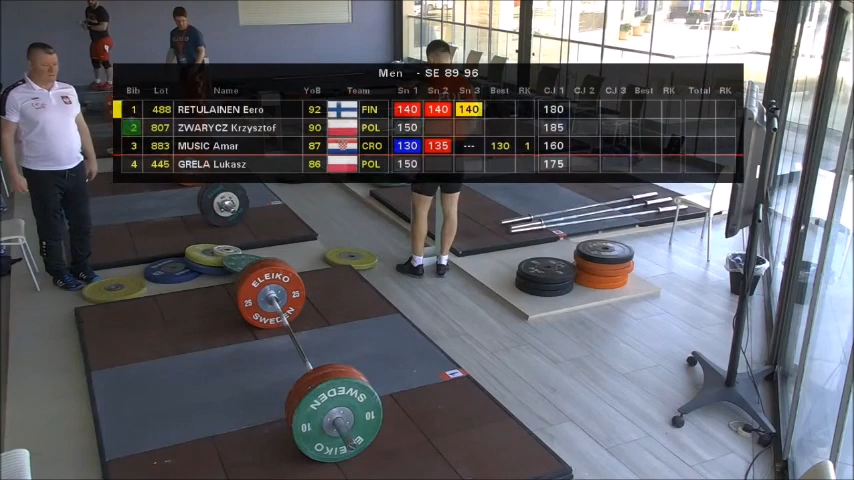 Men - SE 89 96
Bib Lot Name YoB Team Sn 1 Sn 2 Sn 3 Best RK CJ 1 CJ 2 CJ 3 Best RK Total RK
1 488 RETULAINEN Eero 92 FIN 140 140 140 180
2 807 ZWARYCZ Krzysztof 90 POL 150 185
3 883 MUSIC Amar 87 CRO 130 135 --- 130 1 160
4 445 GRELA Lukasz 86 POL 150 175
ELEIKO
25 25
SWEDEN
SWEDEN
10 10
ELEIKO
1